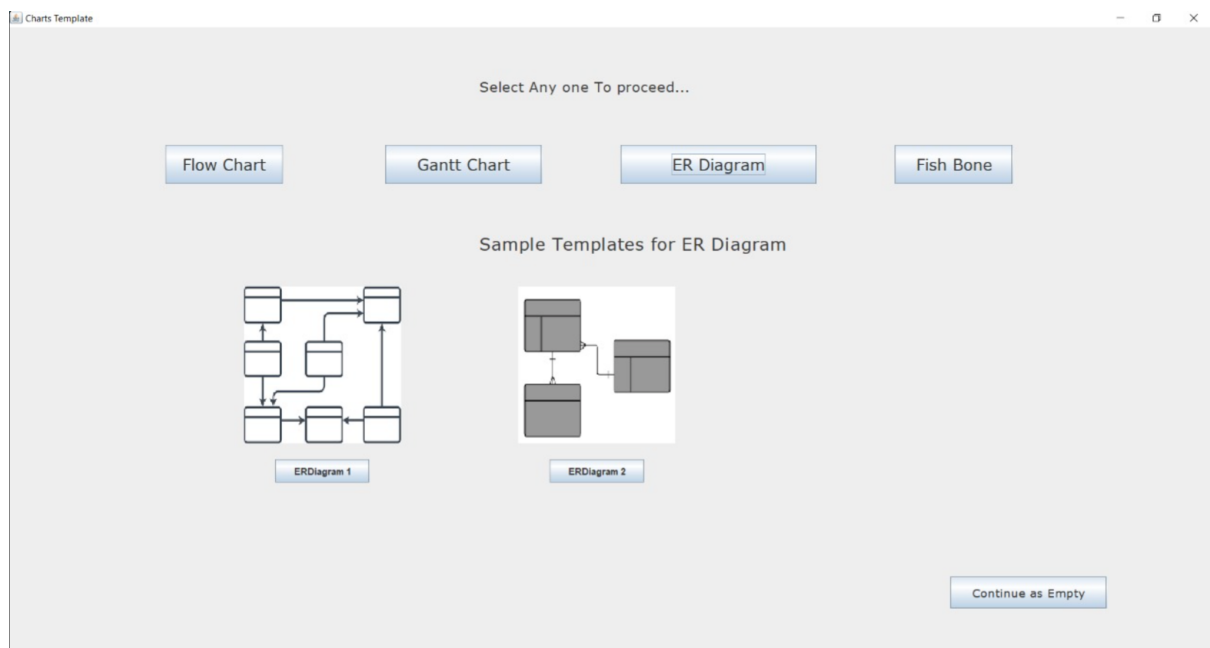 Charts Template
Select Any one To proceed...
Flow Chart
Gantt Chart
ER Diagram
Fish Bone
Sample Templates for ER Diagram
ERDiagram 1
ERDiagram 2
Continue as Empty